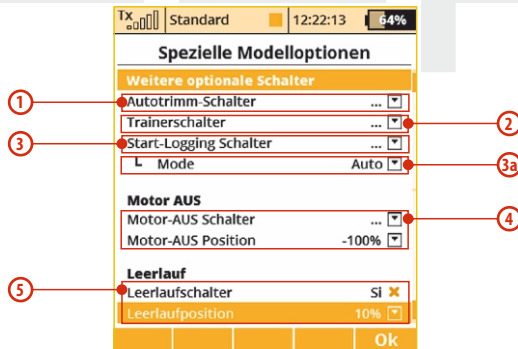 Tx Standard 12:22:13 64%
Spezielle Modelloptionen
Weitere optionale Schalter
1 Autotrimm-Schalter ...
Trainerschalter ... 2
3 Start-Logging Schalter ...
Mode Auto 3a
Motor AUS
Motor-AUS Schalter ... 4
Motor-AUS Position -100%
Leerlauf
5 Leerlaufschalter Si
Leerlaufposition 10%
Ok